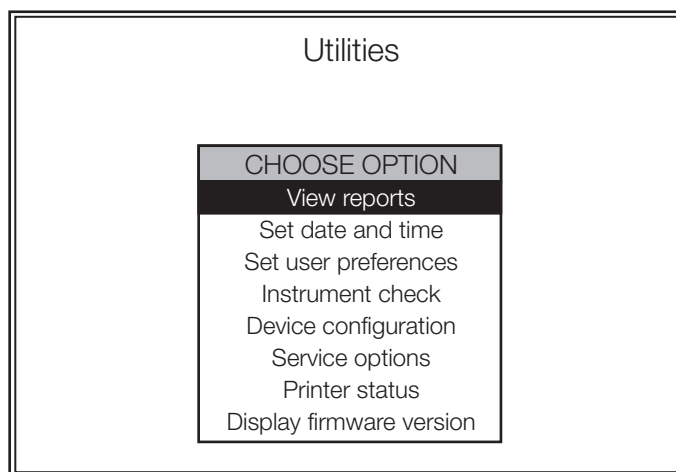 Utilities
CHOOSE OPTION
View reports
Set date and time
Set user preferences
Instrument check
Device configuration
Service options
Printer status
Display firmware version